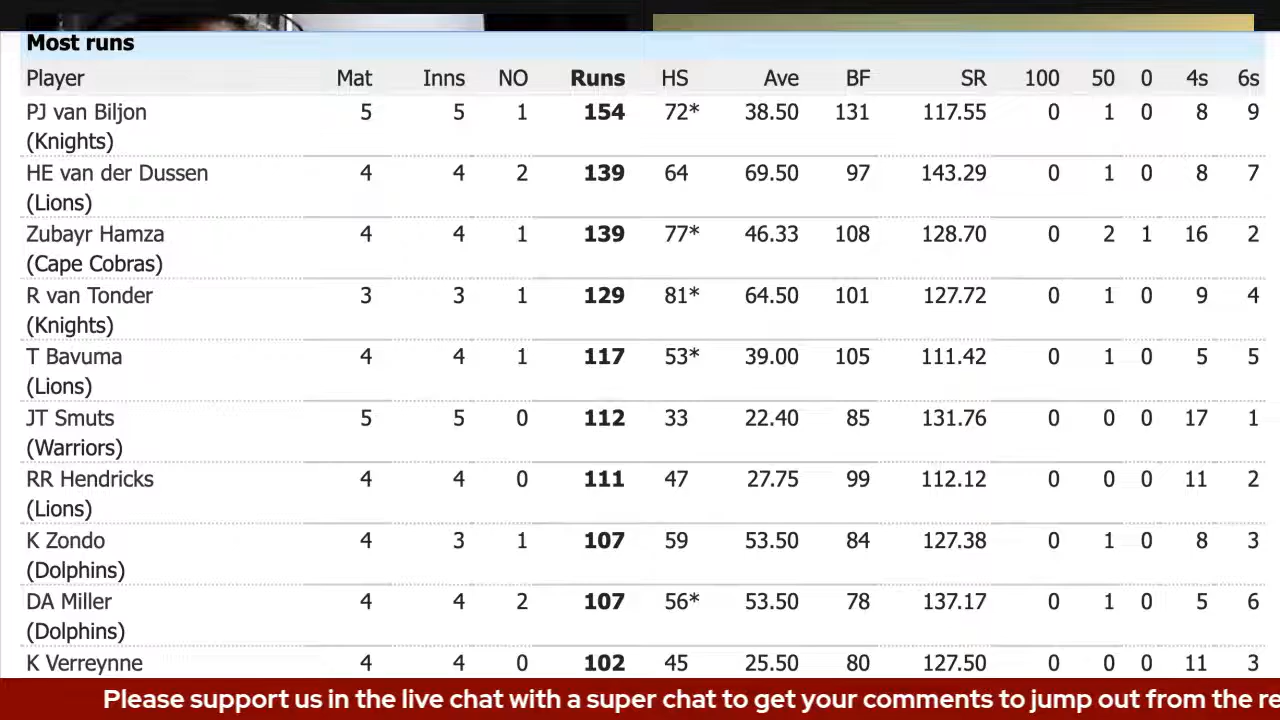 Most runs
Player Mat Inns NO Runs HS Ave BF SR 100 50 0 4s 6s
PJ van Biljon 5 5 1 154 72* 38.50 131 117.55 0 1 0 8 9
(Knights)
HE van der Dussen 4 4 2 139 64 69.50 97 143.29 0 1 0 8 7
(Lions)
Zubayr Hamza 4 4 1 139 77* 46.33 108 128.70 0 2 1 16 2
(Cape Cobras)
R van Tonder 3 3 1 129 81* 64.50 101 127.72 0 1 0 9 4
(Knights)
T Bavuma 4 4 1 117 53* 39.00 105 111.42 0 1 0 5 5
(Lions)
JT Smuts 5 5 0 112 33 22.40 85 131.76 0 0 0 17 1
(Warriors)
RR Hendricks 4 4 0 111 47 27.75 99 112.12 0 0 0 11 2
(Lions)
K Zondo 4 3 1 107 59 53.50 84 127.38 0 1 0 8 3
(Dolphins)
DA Miller 4 4 2 107 56* 53.50 78 137.17 0 1 0 5 6
(Dolphins)
K Verreynne 4 4 0 102 45 25.50 80 127.50 0 0 0 11 3
Please support us in the live chat with a super chat to get your comments to jump out from the re